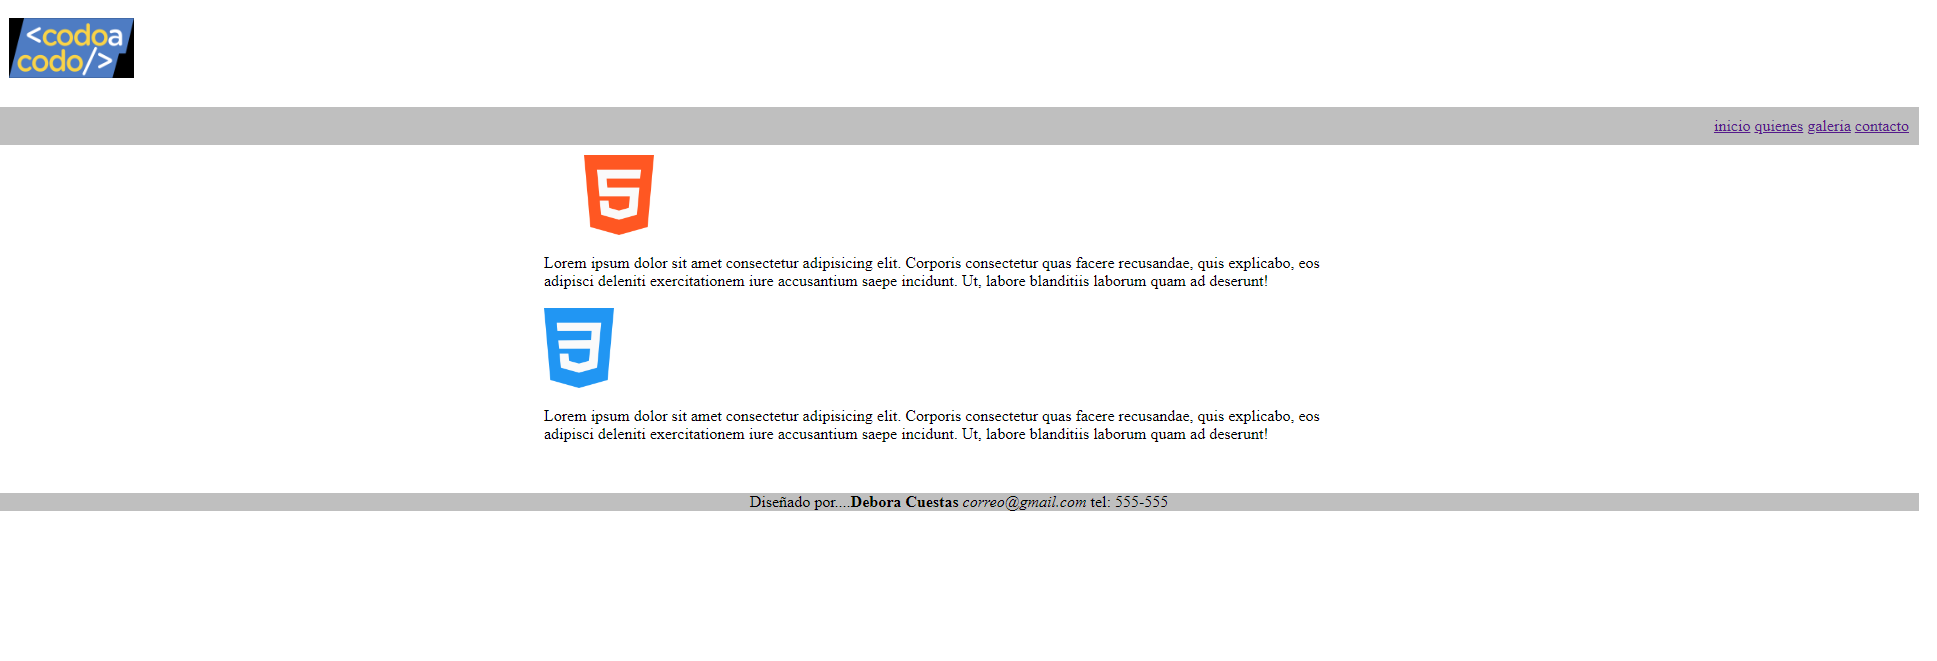 <codoa
codo/>
inicio quienes galeria contacto
5
3
Lorem ipsum dolor sit amet consectetur adipisicing elit. Corporis consectetur quas facere recusandae, quis explicabo, eos
adipisci deleniti exercitationem iure accusantium saepe incidunt. Ut, labore blanditiis laborum quam ad deserunt!
Lorem ipsum dolor sit amet consectetur adipisicing elit. Corporis consectetur quas facere recusandae, quis explicabo, eos
adipisci deleniti exercitationem iure accusantium saepe incidunt. Ut, labore blanditiis laborum quam ad deserunt!
Diseñado por....Debora Cuestas correo@gmail.com tel: 555-555